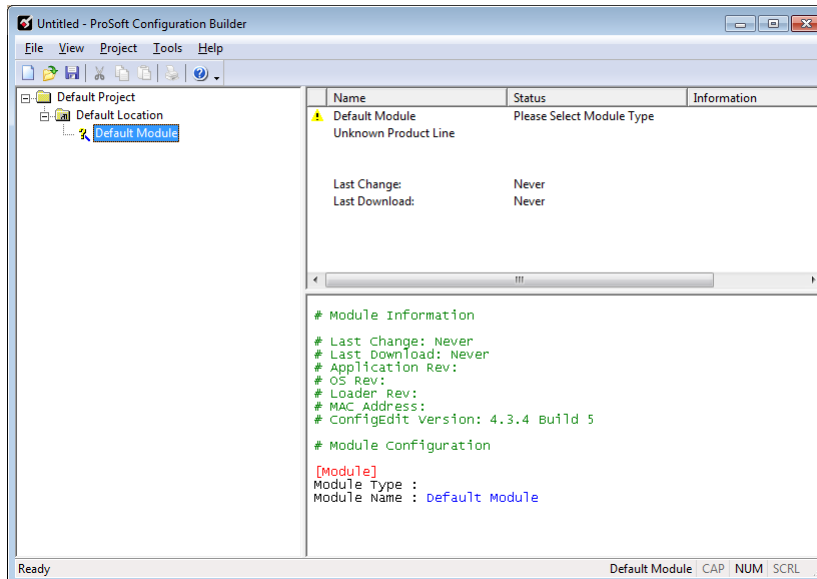 Untitled - ProSoft Configuration Builder
File View Project Tools Help
Default Project
Default Location
Default Module
Name Status Information
Default Module Please Select Module Type
Unknown Product Line
Last Change: Never
Last Download: Never
# Module Information
# Last Change: Never
# Last Download: Never
# Application Rev:
# OS Rev:
# Loader Rev:
# MAC Address:
# ConfigEdit Version: 4.3.4 Build 5
# Module Configuration
[Module]
Module Type :
Module Name : Default Module
Ready Default Module CAP NUM SCRL